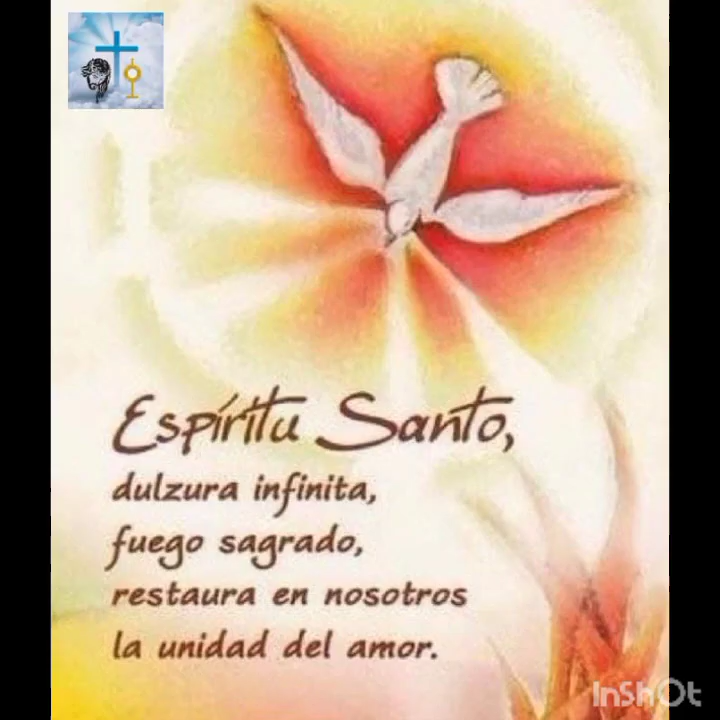 Espíritu Santo,
dulzura infinita,
fuego sagrado,
restaura en nosotros
la unidad del amor.
InShOt